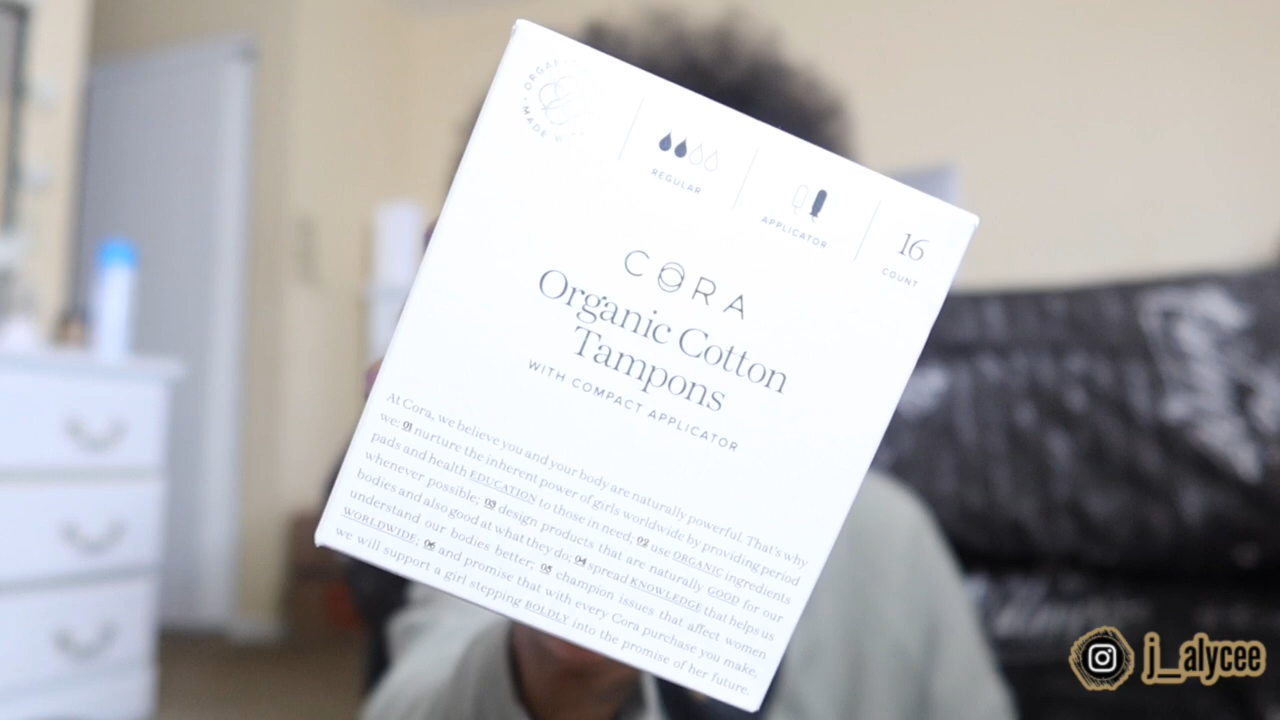 ORGANIC
MADE W
REGULAR
APPLICATOR
16
COUNT
CORA
Organic Cotton
Tampons
WITH COMPACT APPLICATOR
At Cora, we believe you and your body are naturally powerful. That's why
we: 01 nurture the inherent power of girls worldwide by providing period
pads and health EDUCATION to those in need; 02 use ORGANIC ingredients
whenever possible; 03 design products that are naturally GOOD for our
bodies and also good at what they do; 04 spread KNOWLEDGE that helps us
understand our bodies better; 05 champion issues that affect women
WORLDWIDE; 06 and promise that with every Cora purchase you make,
we will support a girl stepping BOLDLY into the promise of her future.
j_alycee